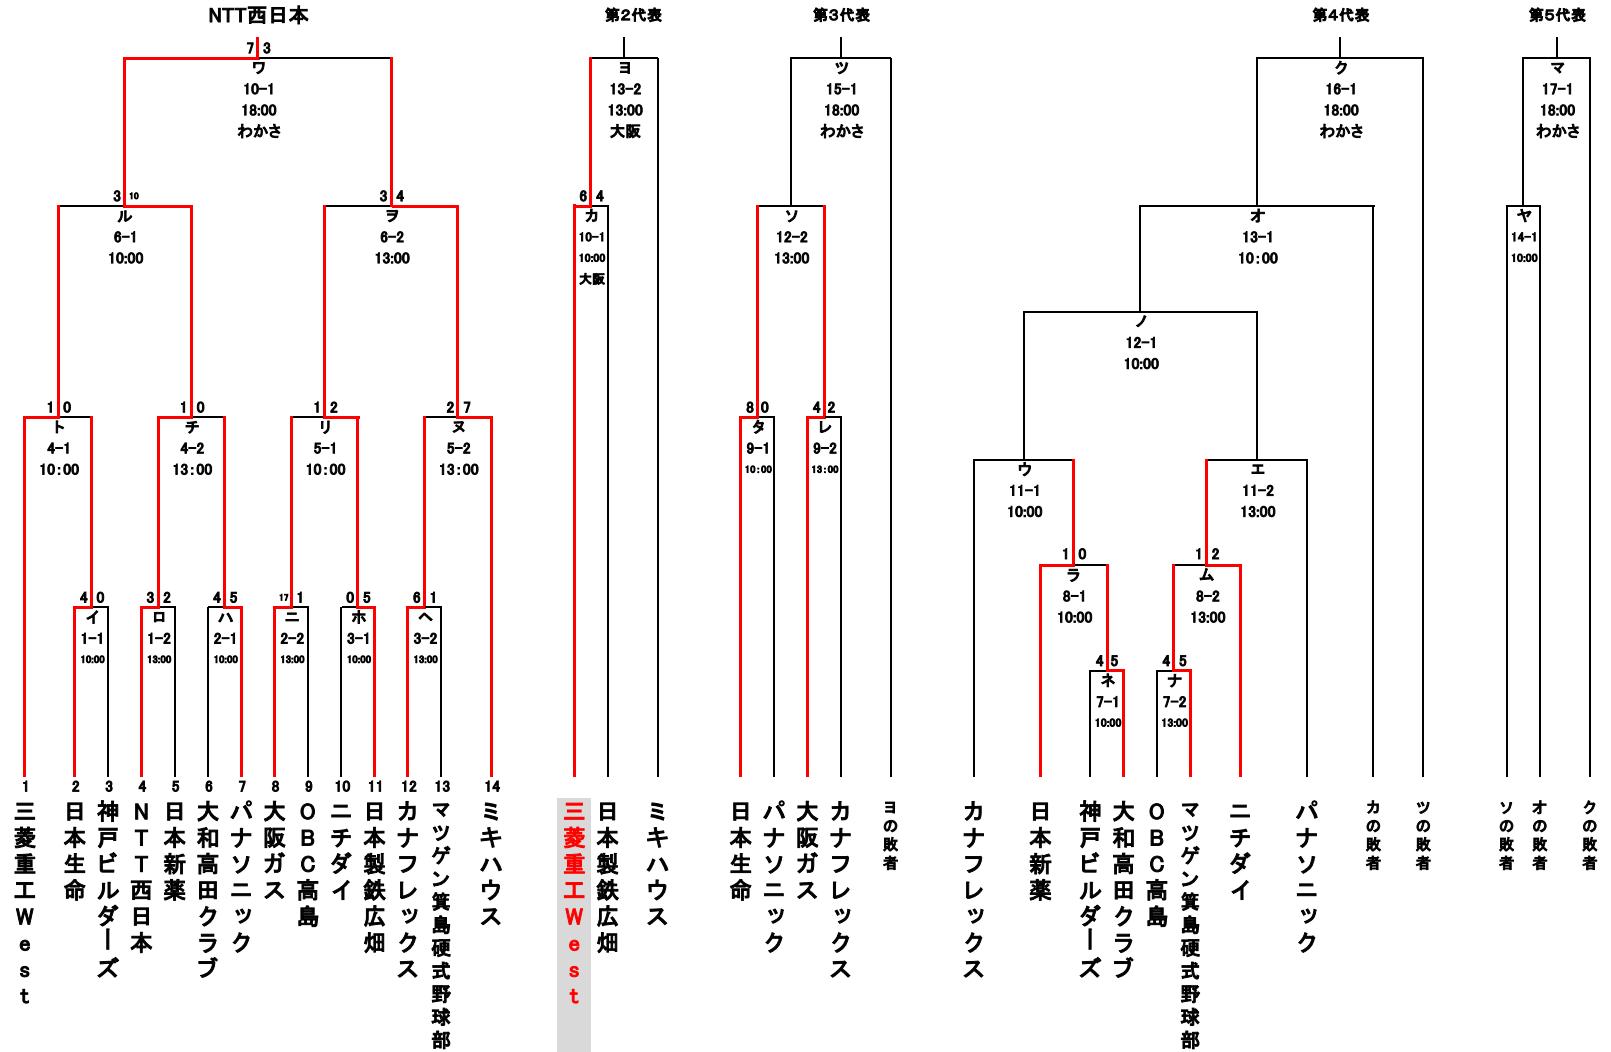 NTT西日本
第2代表
第3代表
第4代表
第5代表
7 3
ワ
10-1
18:00
わかさ
ヨ
13-2
13:00
大阪
ツ
15-1
18:00
わかさ
ク
16-1
18:00
わかさ
マ
17-1
18:00
わかさ
3 10
ル
6-1
10:00
3 4
ヲ
6-2
13:00
6 4
カ
10-1
10:00
大阪
ソ
12-2
13:00
オ
13-1
10:00
ヤ
14-1
10:00
ノ
12-1
10:00
1 0
ト
4-1
10:00
1 0
チ
4-2
13:00
1 2
リ
5-1
10:00
2 7
ヌ
5-2
13:00
8 0
タ
9-1
10:00
4 2
レ
9-2
13:00
ウ
11-1
10:00
エ
11-2
13:00
1 0
ラ
8-1
10:00
1 2
ム
8-2
13:00
4 0
イ
1-1
10:00
3 2
ロ
1-2
13:00
4 5
ハ
2-1
10:00
17 1
ニ
2-2
13:00
0 5
ホ
3-1
10:00
6 1
ヘ
3-2
13:00
4 5
ネ
7-1
10:00
4 5
ナ
7-2
13:00
1
三菱重工West
2
日本生命
3
神戸ビルダーズ
4
NTT西日本
5
日本新薬
6
大和高田クラブ
7
パナソニック
8
大阪ガス
9
OBC高島
10
ニチダイ
11
日本製鉄広畑
12
カナフレックス
13
マツゲン箕島硬式野球部
14
ミキハウス
三菱重工West
日本製鉄広畑
ミキハウス
日本生命
パナソニック
大阪ガス
カナフレックス
ヨの敗者
カナフレックス
日本新薬
神戸ビルダーズ
大和高田クラブ
OBC高島
マツゲン箕島硬式野球部
ニチダイ
パナソニック
カの敗者
ツの敗者
ソの敗者
オの敗者
クの敗者